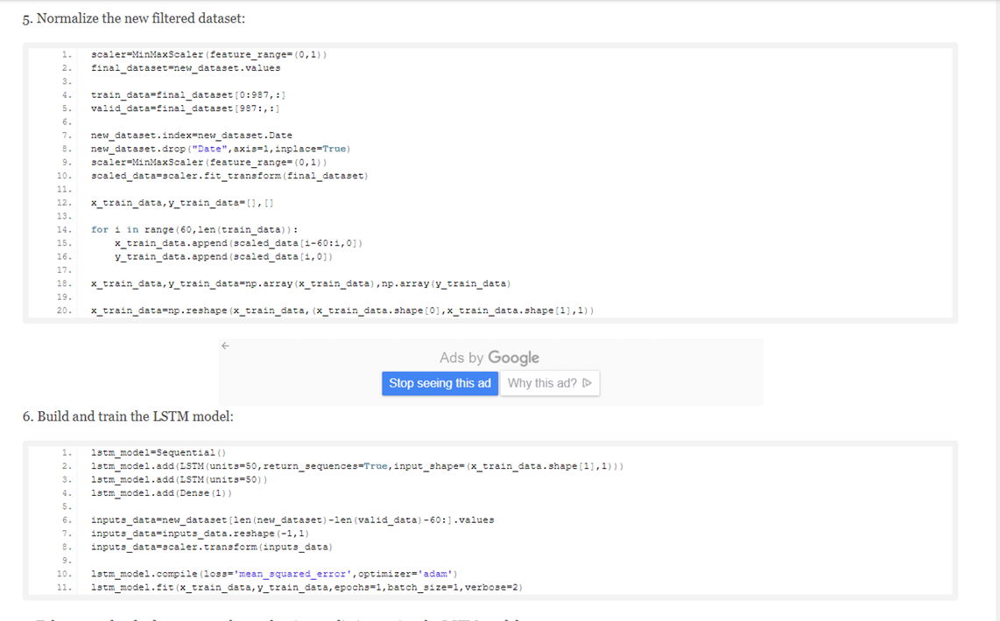 5. Normalize the new filtered dataset:
1. scaler=MinMaxScaler(feature_range=(0,1))
2. final_dataset=new_dataset.values
3.
4. train_data=final_dataset[0:987,:]
5. valid_data=final_dataset[987:,:]
6.
7. new_dataset.index=new_dataset.Date
8. new_dataset.drop("Date",axis=1,inplace=True)
9. scaler=MinMaxScaler(feature_range=(0,1))
10. scaled_data=scaler.fit_transform(final_dataset)
11.
12. x_train_data,y_train_data=[],[]
13.
14. for i in range(60,len(train_data)):
15.     x_train_data.append(scaled_data[i-60:i,0])
16.     y_train_data.append(scaled_data[i,0])
17.
18. x_train_data,y_train_data=np.array(x_train_data),np.array(y_train_data)
19.
20. x_train_data=np.reshape(x_train_data,(x_train_data.shape[0],x_train_data.shape[1],1))
Ads by Google
Stop seeing this ad Why this ad?
6. Build and train the LSTM model:
1. lstm_model=Sequential()
2. lstm_model.add(LSTM(units=50,return_sequences=True,input_shape=(x_train_data.shape[1],1)))
3. lstm_model.add(LSTM(units=50))
4. lstm_model.add(Dense(1))
5.
6. inputs_data=new_dataset[len(new_dataset)-len(valid_data)-60:].values
7. inputs_data=inputs_data.reshape(-1,1)
8. inputs_data=scaler.transform(inputs_data)
9.
10. lstm_model.compile(loss='mean_squared_error',optimizer='adam')
11. lstm_model.fit(x_train_data,y_train_data,epochs=1,batch_size=1,verbose=2)